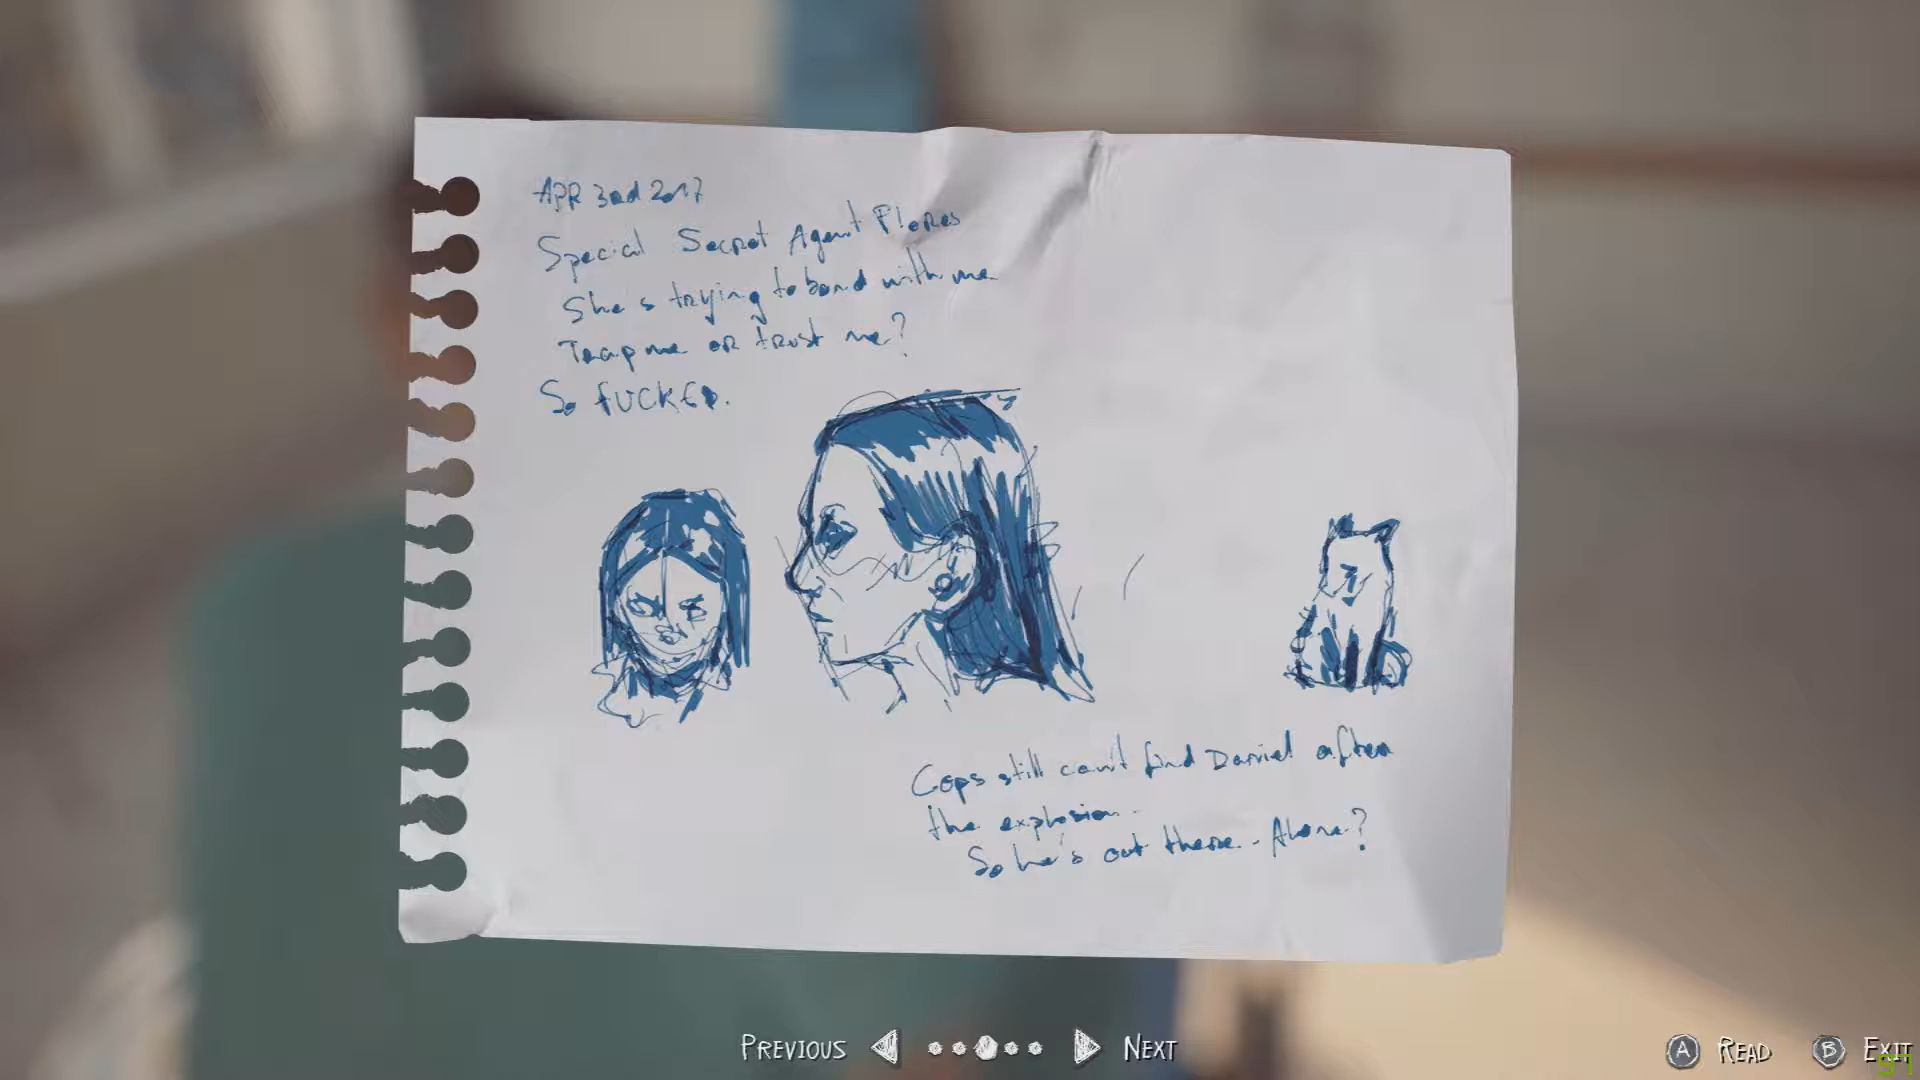 APR 3rd 2017
Special Secret Agent Flores
She's trying to bond with me
Trap me or trust me?
So fUCKED.
Cops still can't find Daniel after
the explosion..
So he's out there.. Alone?
PREVIOUS
NEXT
A READ
B EXIT
97